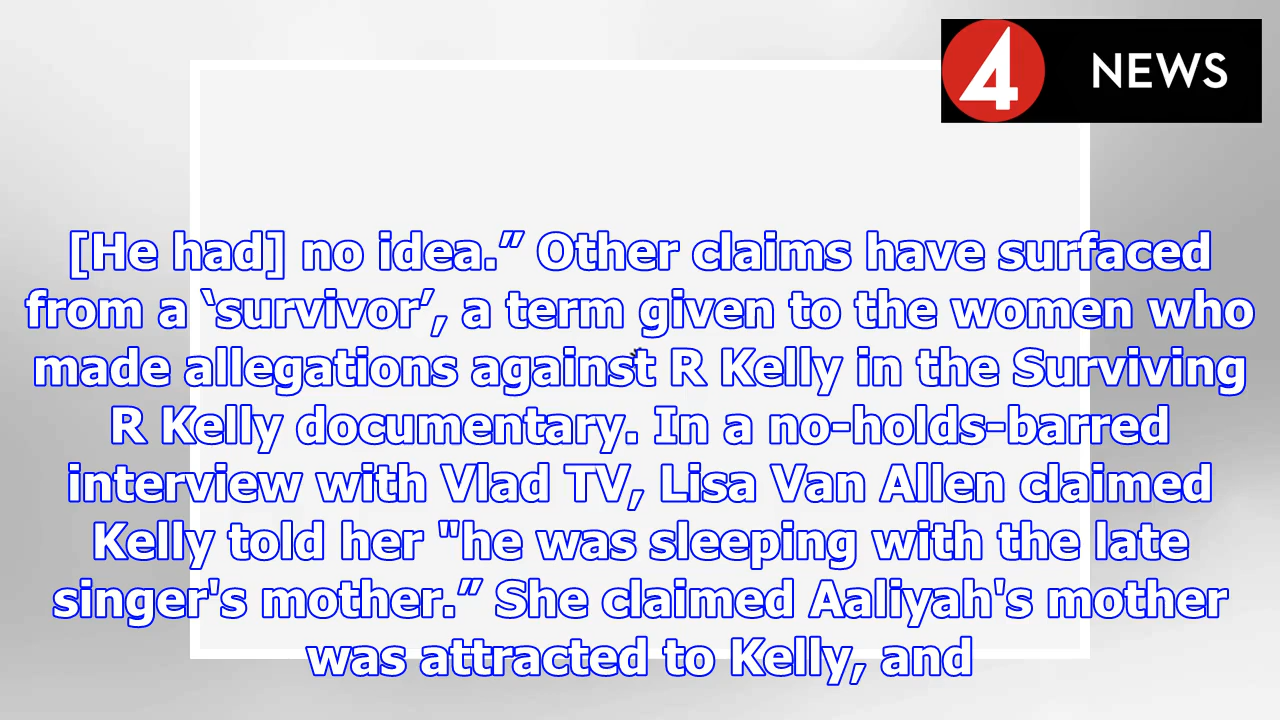 4 NEWS
[He had] no idea.” Other claims have surfaced
from a ‘survivor’, a term given to the women who
made allegations against R Kelly in the Surviving
R Kelly documentary. In a no-holds-barred
interview with Vlad TV, Lisa Van Allen claimed
Kelly told her "he was sleeping with the late
singer's mother.” She claimed Aaliyah's mother
was attracted to Kelly, and